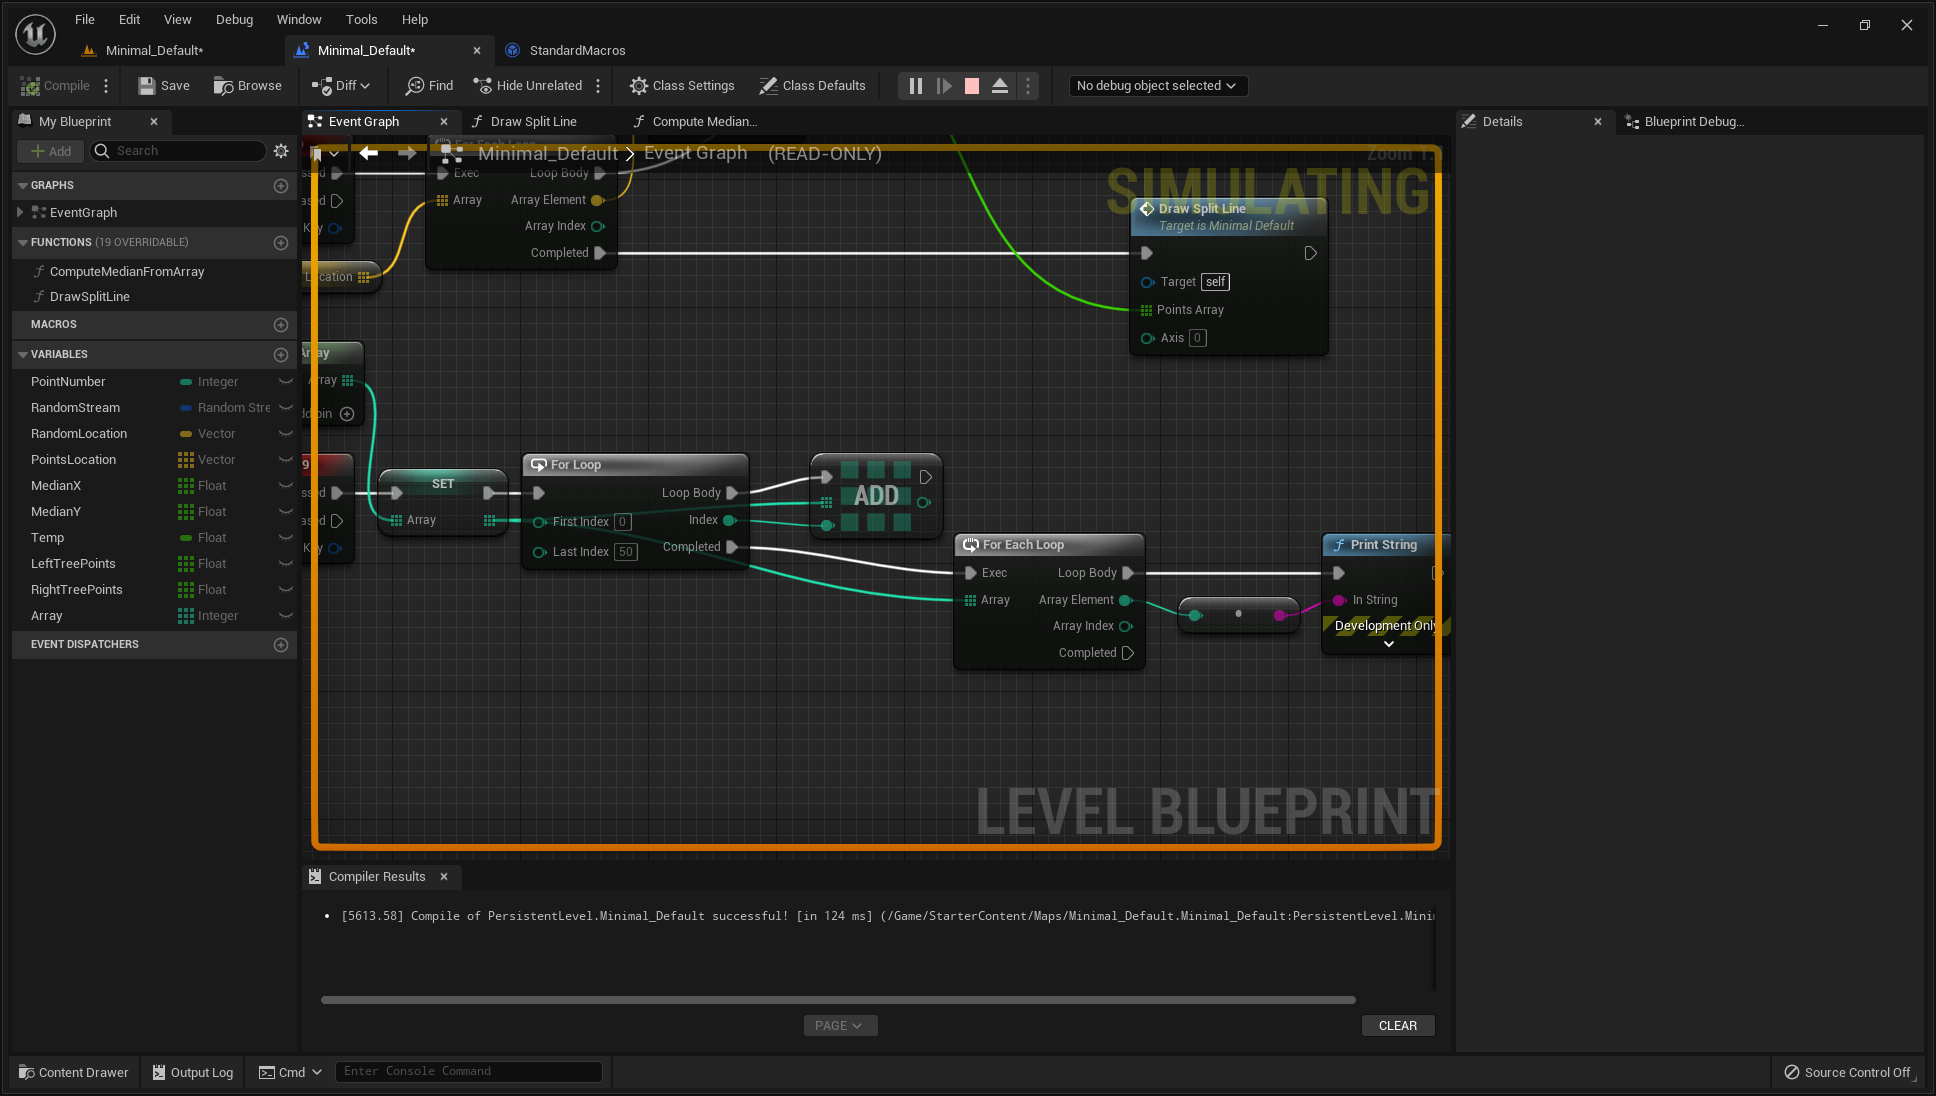 File Edit View Debug Window Tools Help
Minimal_Default* Minimal_Default* StandardMacros
Compile Save Browse Diff Find Hide Unrelated Class Settings Class Defaults No debug object selected
My Blueprint
Add Search
GRAPHS
EventGraph
FUNCTIONS (19 OVERRIDABLE)
ComputeMedianFromArray
DrawSplitLine
MACROS
VARIABLES
PointNumber Integer
RandomStream Random Stre
RandomLocation Vector
PointsLocation Vector
MedianX Float
MedianY Float
Temp Float
LeftTreePoints Float
RightTreePoints Float
Array Integer
EVENT DISPATCHERS
Event Graph Draw Split Line Compute Median...
Minimal_Default > Event Graph (READ-ONLY)
SIMULATING
Exec Loop Body
Array Array Element
Array Index
Completed
Location
Draw Split Line
Target is Minimal Default
Target self
Points Array
Axis 0
Array
SET
Array
For Loop
Loop Body
First Index 0 Index
Last Index 50 Completed
ADD
For Each Loop
Exec Loop Body
Array Array Element
Array Index
Completed
Print String
In String
Development Only
LEVEL BLUEPRINT
Compiler Results
[5613.58] Compile of PersistentLevel.Minimal_Default successful! [in 124 ms] (/Game/StarterContent/Maps/Minimal_Default.Minimal_Default:PersistentLevel.Mini
PAGE CLEAR
Details Blueprint Debug...
Content Drawer Output Log Cmd Enter Console Command Source Control Off